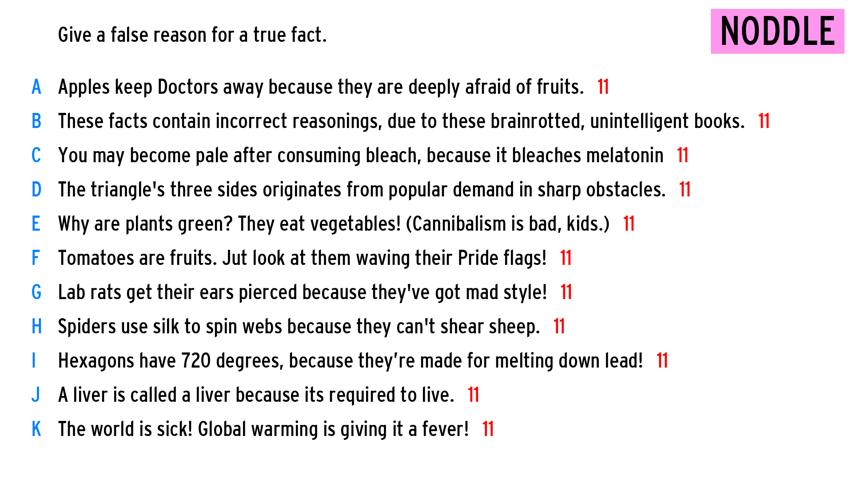 Give a false reason for a true fact.
NODDLE
A Apples keep Doctors away because they are deeply afraid of fruits. 11
B These facts contain incorrect reasonings, due to these brainrotted, unintelligent books. 11
C You may become pale after consuming bleach, because it bleaches melatonin 11
D The triangle's three sides originates from popular demand in sharp obstacles. 11
E Why are plants green? They eat vegetables! (Cannibalism is bad, kids.) 11
F Tomatoes are fruits. Jut look at them waving their Pride flags! 11
G Lab rats get their ears pierced because they've got mad style! 11
H Spiders use silk to spin webs because they can't shear sheep. 11
I Hexagons have 720 degrees, because they’re made for melting down lead! 11
J A liver is called a liver because its required to live. 11
K The world is sick! Global warming is giving it a fever! 11